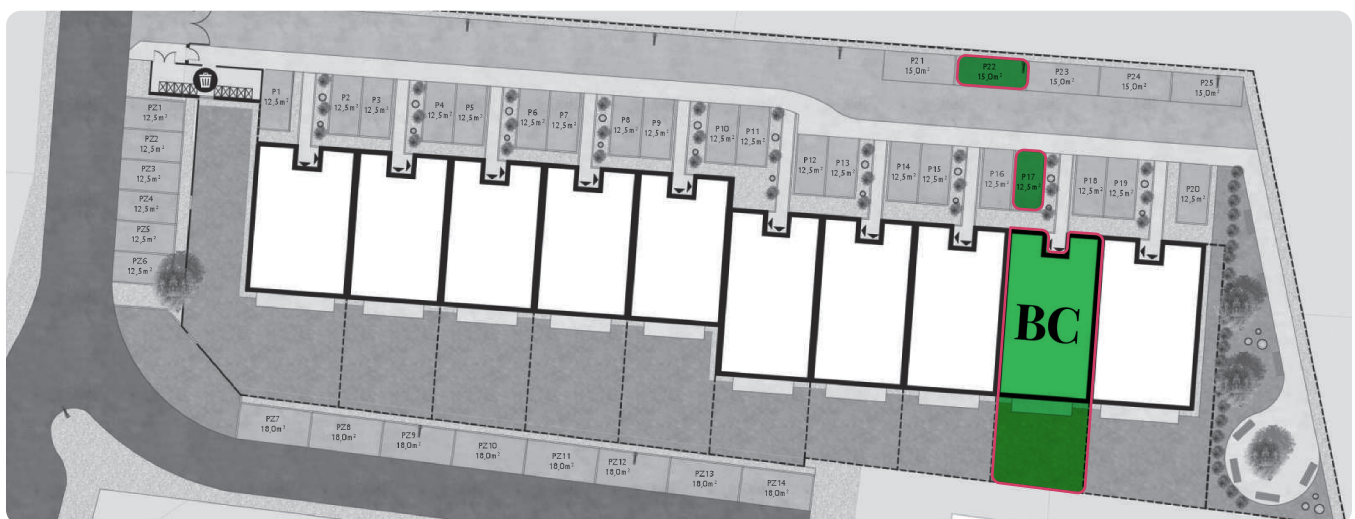 P21
15,0m²
P22
15,0m²
P23
15,0m²
P24
15,0m²
P25
15,0m²
P1
12,5m²
P2
12,5m²
P3
12,5m²
P4
12,5m²
P5
12,5m²
P6
12,5m²
P7
12,5m²
P8
12,5m²
P9
12,5m²
P10
12,5m²
P11
12,5m²
P12
12,5m²
P13
12,5m²
P14
12,5m²
P15
12,5m²
P16
12,5m²
P17
12,5m²
P18
12,5m²
P19
12,5m²
P20
12,5m²
PZ1
12,5m²
PZ2
12,5m²
PZ3
12,5m²
PZ4
12,5m²
PZ5
12,5m²
PZ6
12,5m²
BC
PZ7
18,0m²
PZ8
18,0m²
PZ9
18,0m²
PZ10
18,0m²
PZ11
18,0m²
PZ12
18,0m²
PZ13
18,0m²
PZ14
18,0m²